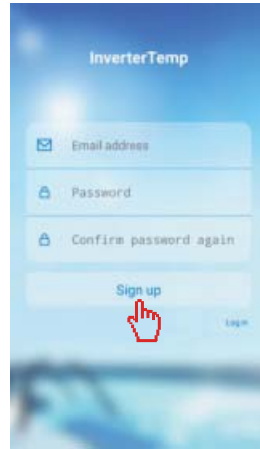 InverterTemp
Email address
Password
Confirm password again
Sign up
Log in